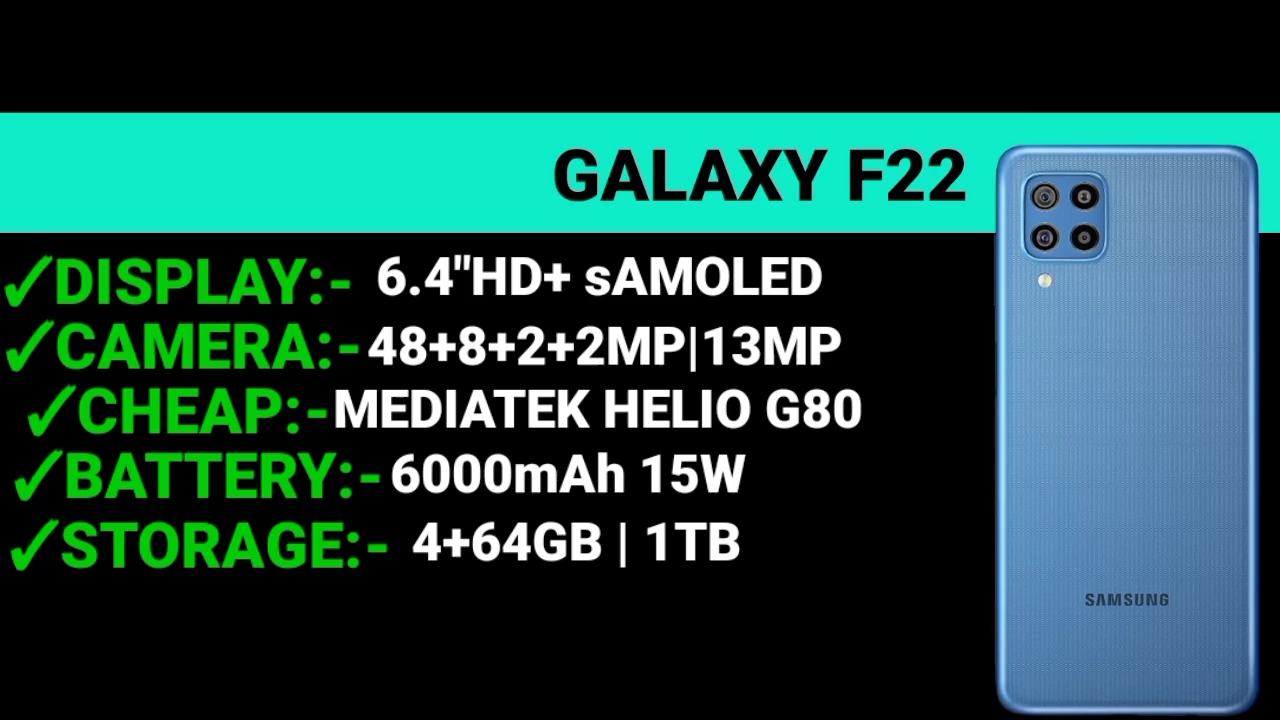 GALAXY F22
✓DISPLAY:- 6.4"HD+ sAMOLED
✓CAMERA:- 48+8+2+2MP|13MP
✓CHEAP:- MEDIATEK HELIO G80
✓BATTERY:- 6000mAh 15W
✓STORAGE:- 4+64GB | 1TB
SAMSUNG